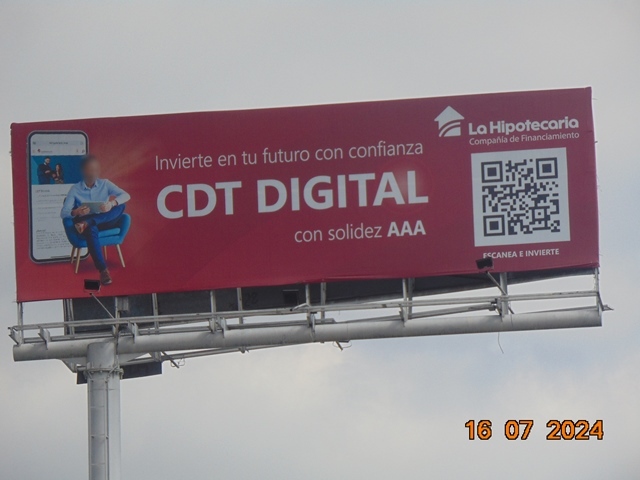 Invierte en tu futuro con confianza
CDT DIGITAL
con solidez AAA
La Hipotecaria
Compañía de Financiamiento
ESCANEA E INVIERTE
16 07 2024